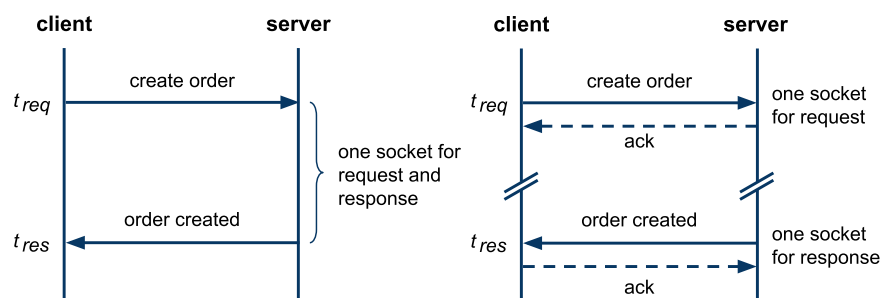 client
server
create order
t req
one socket for
request and
response
order created
t res
client
server
create order
t req
one socket
for request
ack
order created
t res
one socket
for response
ack